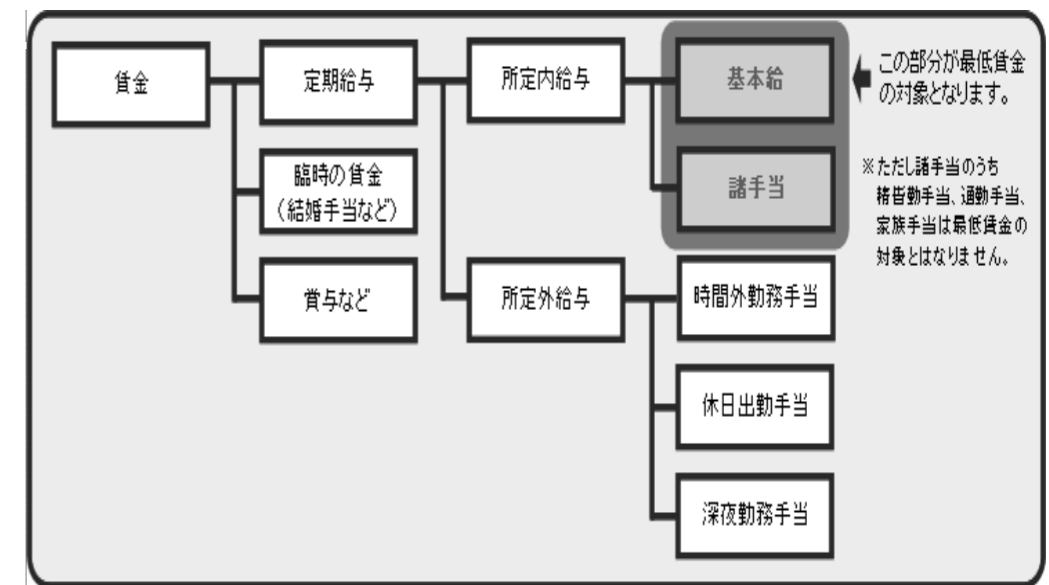 賃金
定期給与
所定内給与
基本給
この部分が最低賃金
の対象となります。
諸手当
※ただし諸手当のうち
精皆勤手当、通勤手当、
家族手当は最低賃金の
対象とはなりません。
臨時の賃金
(結婚手当など)
賞与など
所定外給与
時間外勤務手当
休日出勤手当
深夜勤務手当